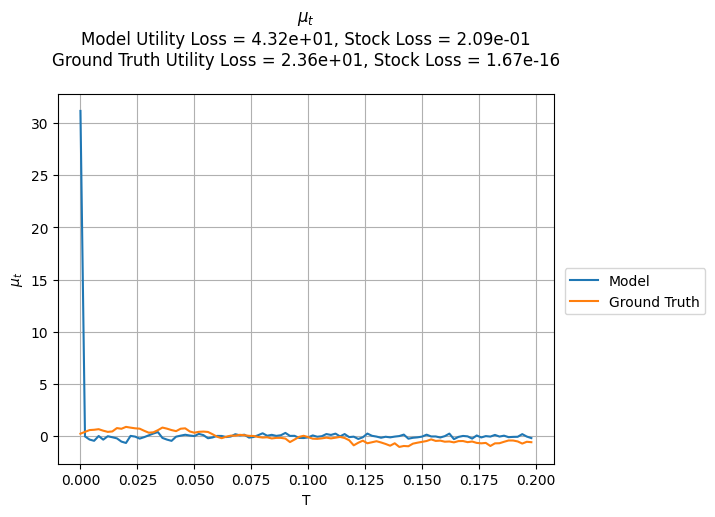 μt
Model Utility Loss = 4.32e+01, Stock Loss = 2.09e-01
Ground Truth Utility Loss = 2.36e+01, Stock Loss = 1.67e-16
30
25
20
15
10
5
0
μt
0.000 0.025 0.050 0.075 0.100 0.125 0.150 0.175 0.200
T
Model
Ground Truth